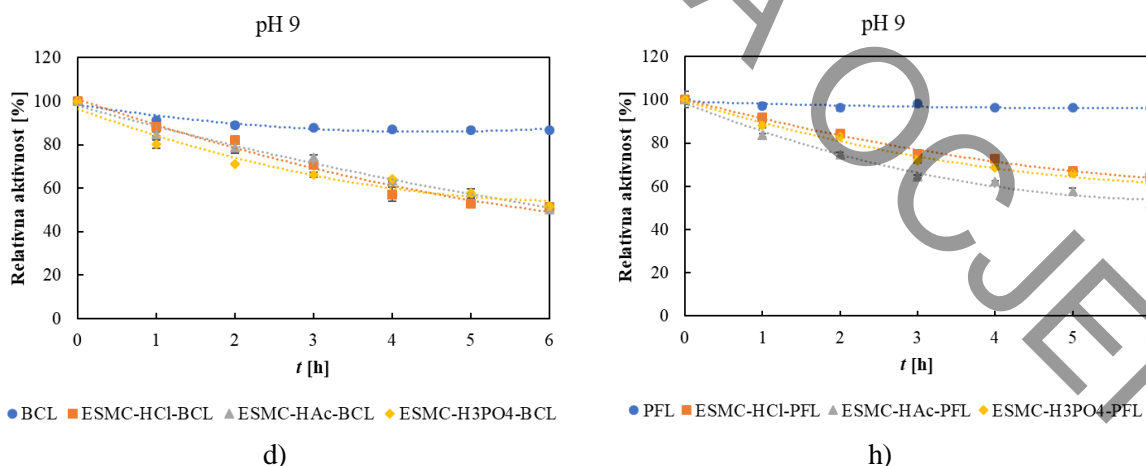 pH 9
Relativna aktivnost [%]
120
100
80
60
40
20
0
0 1 2 3 4 5 6
t [h]
BCL ESMC-HCl-BCL ESMC-HAc-BCL ESMC-H3PO4-BCL
d)
pH 9
Relativna aktivnost [%]
120
100
80
60
40
20
0
0 1 2 3 4 5
t [h]
PFL ESMC-HCl-PFL ESMC-HAc-PFL ESMC-H3PO4-PFL
h)
A OCJE